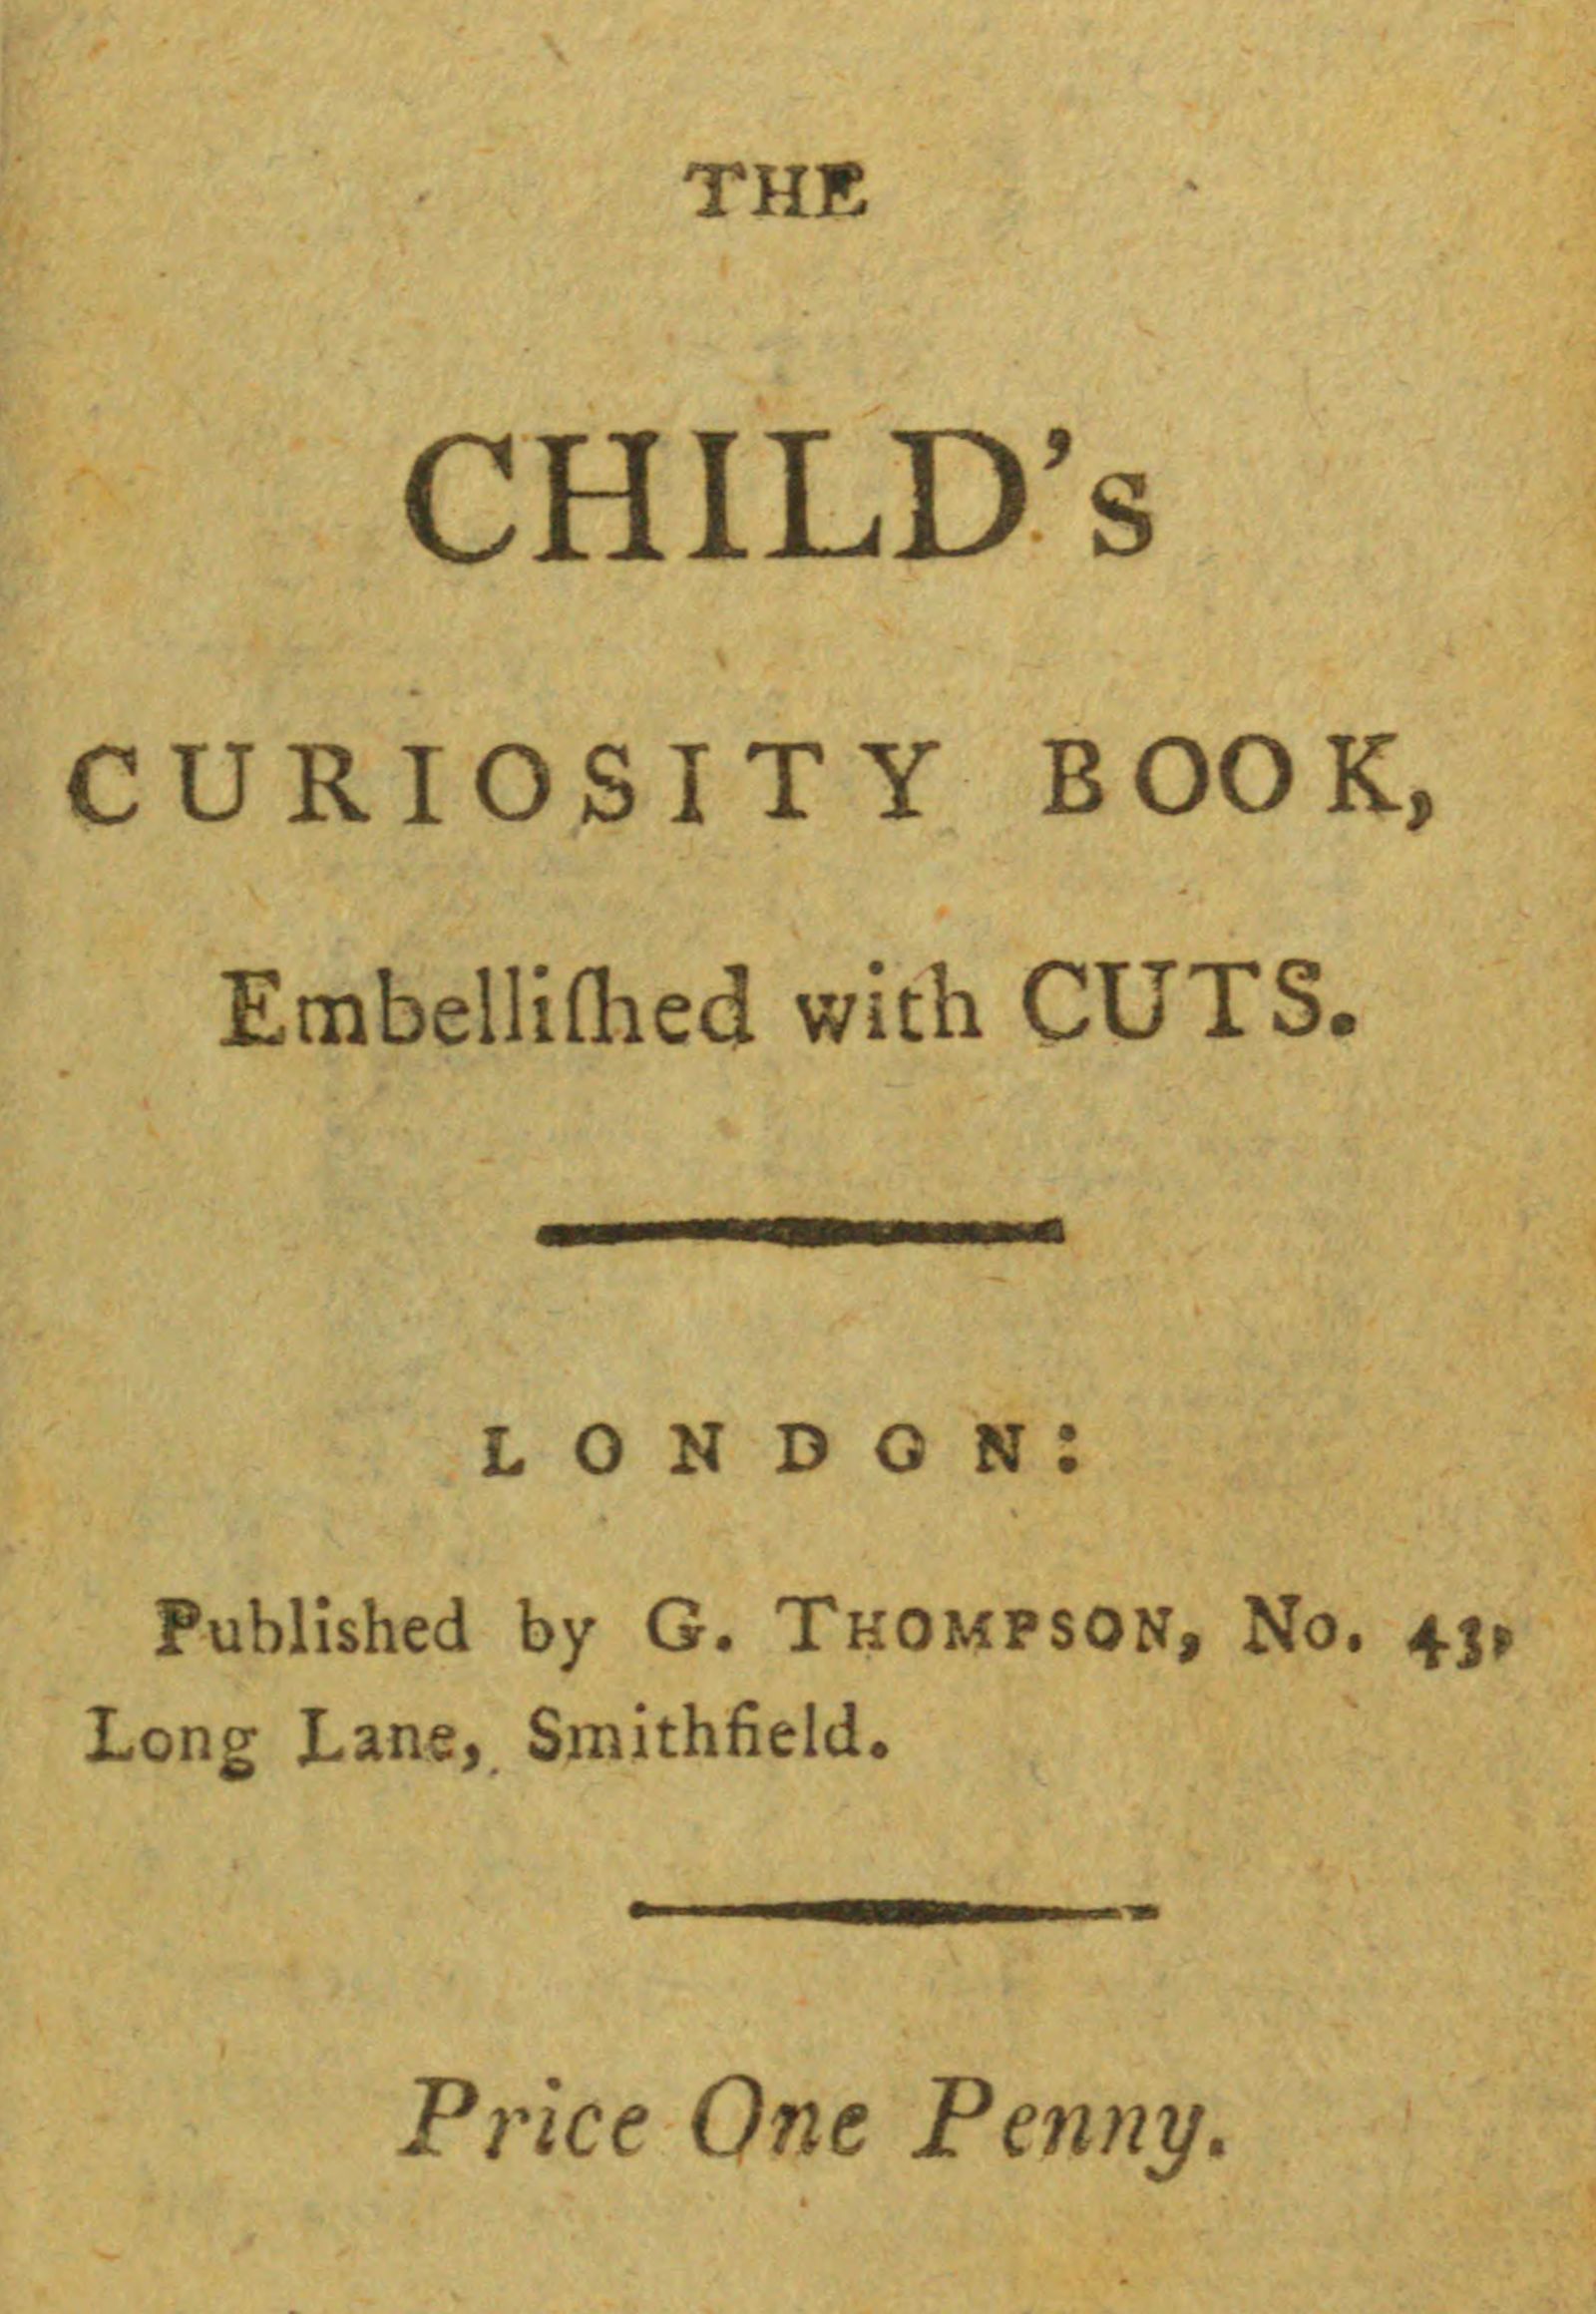 THE
CHILD's
CURIOSITY BOOK,
Embelliſhed with CUTS.
LONDON:
Published by G. THOMPSON, No. 43,
Long Lane, Smithfield.
Price One Penny.